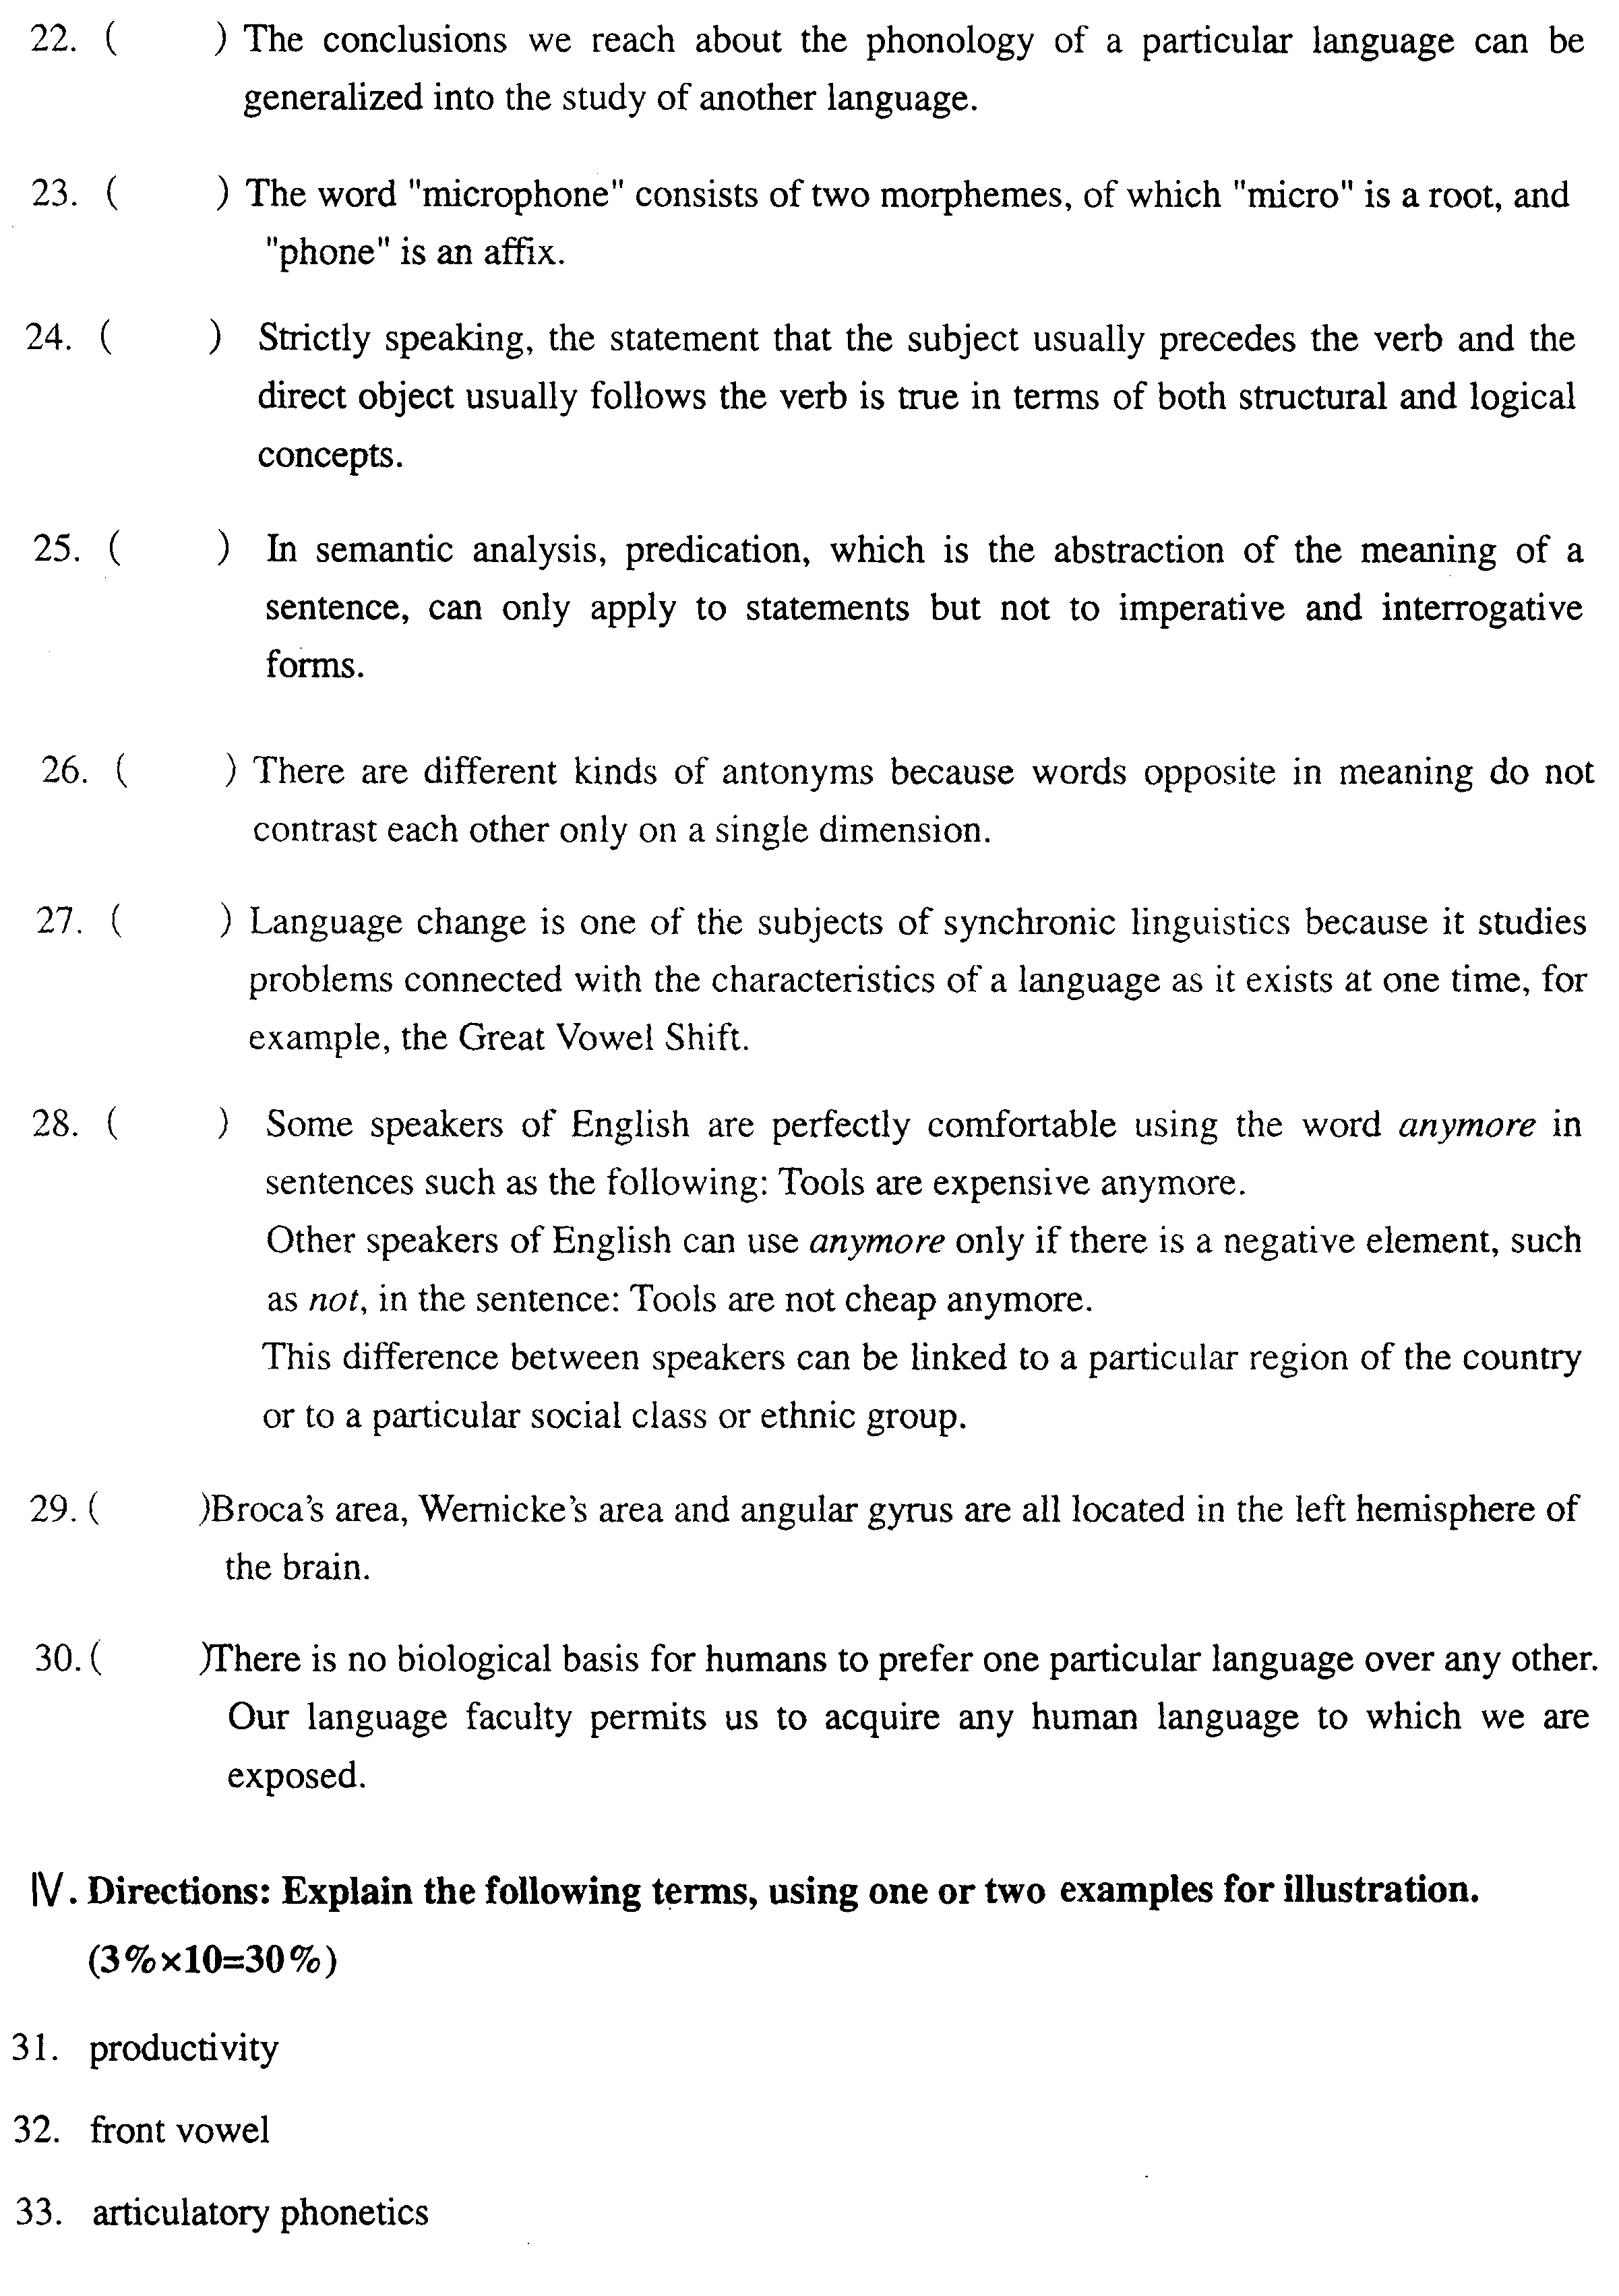 22. ( ) The conclusions we reach about the phonology of a particular language can be
generalized into the study of another language.
23. ( ) The word "microphone" consists of two morphemes, of which "micro" is a root, and
"phone" is an affix.
24. ( ) Strictly speaking, the statement that the subject usually precedes the verb and the
direct object usually follows the verb is true in terms of both structural and logical
concepts.
25. ( ) In semantic analysis, predication, which is the abstraction of the meaning of a
sentence, can only apply to statements but not to imperative and interrogative
forms.
26. ( ) There are different kinds of antonyms because words opposite in meaning do not
contrast each other only on a single dimension.
27. ( ) Language change is one of the subjects of synchronic linguistics because it studies
problems connected with the characteristics of a language as it exists at one time, for
example, the Great Vowel Shift.
28. ( ) Some speakers of English are perfectly comfortable using the word anymore in
sentences such as the following: Tools are expensive anymore.
Other speakers of English can use anymore only if there is a negative element, such
as not, in the sentence: Tools are not cheap anymore.
This difference between speakers can be linked to a particular region of the country
or to a particular social class or ethnic group.
29. ( )Broca's area, Wernicke's area and angular gyrus are all located in the left hemisphere of
the brain.
30. ( )There is no biological basis for humans to prefer one particular language over any other.
Our language faculty permits us to acquire any human language to which we are
exposed.
IV. Directions: Explain the following terms, using one or two examples for illustration.
(3%×10=30%)
31. productivity
32. front vowel
33. articulatory phonetics